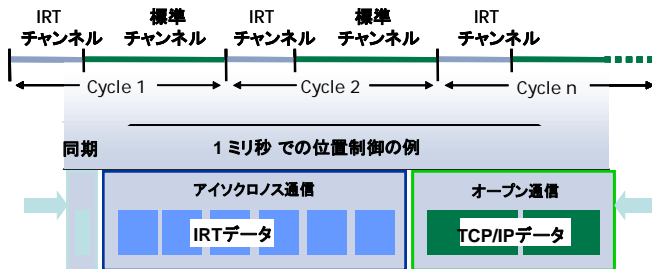 IRT チャンネル
標準 チャンネル
IRT チャンネル
標準 チャンネル
IRT チャンネル
Cycle 1
Cycle 2
Cycle n
同期
1 ミリ秒 での位置制御の例
アイソクロノス通信
オープン通信
IRTデータ
TCP/IPデータ